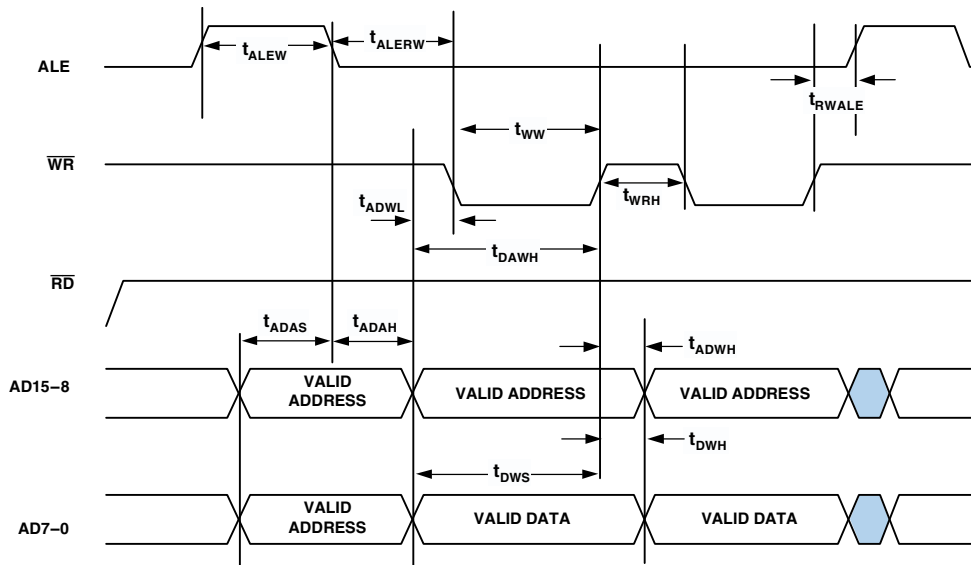 ALE
tALEW
tALERW
tRWALE
WR
tWW
tWRH
tADWL
tDAWH
RD
tADAS
tADAH
tADWH
AD15–8
VALID
ADDRESS
VALID ADDRESS
VALID ADDRESS
tDWH
tDWS
AD7–0
VALID
ADDRESS
VALID DATA
VALID DATA